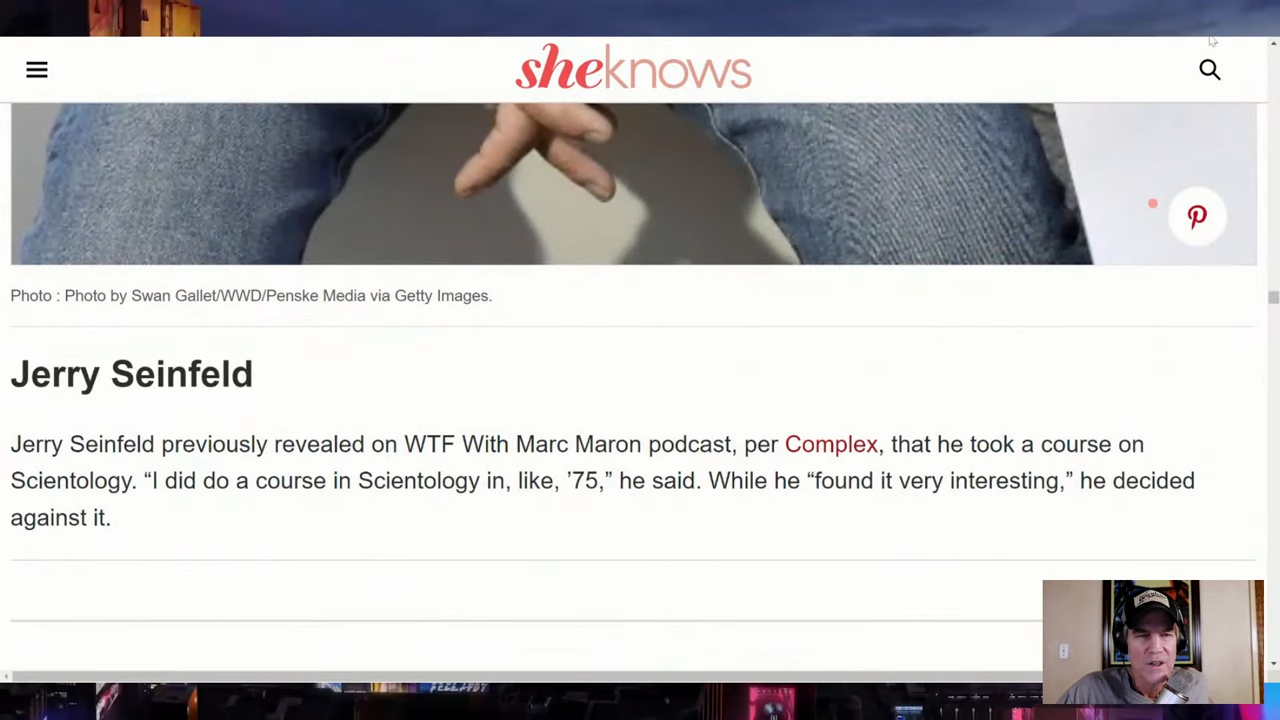 sheknows
Photo : Photo by Swan Gallet/WWD/Penske Media via Getty Images.
Jerry Seinfeld
Jerry Seinfeld previously revealed on WTF With Marc Maron podcast, per Complex, that he took a course on
Scientology. “I did do a course in Scientology in, like, ’75,” he said. While he “found it very interesting,” he decided
against it.